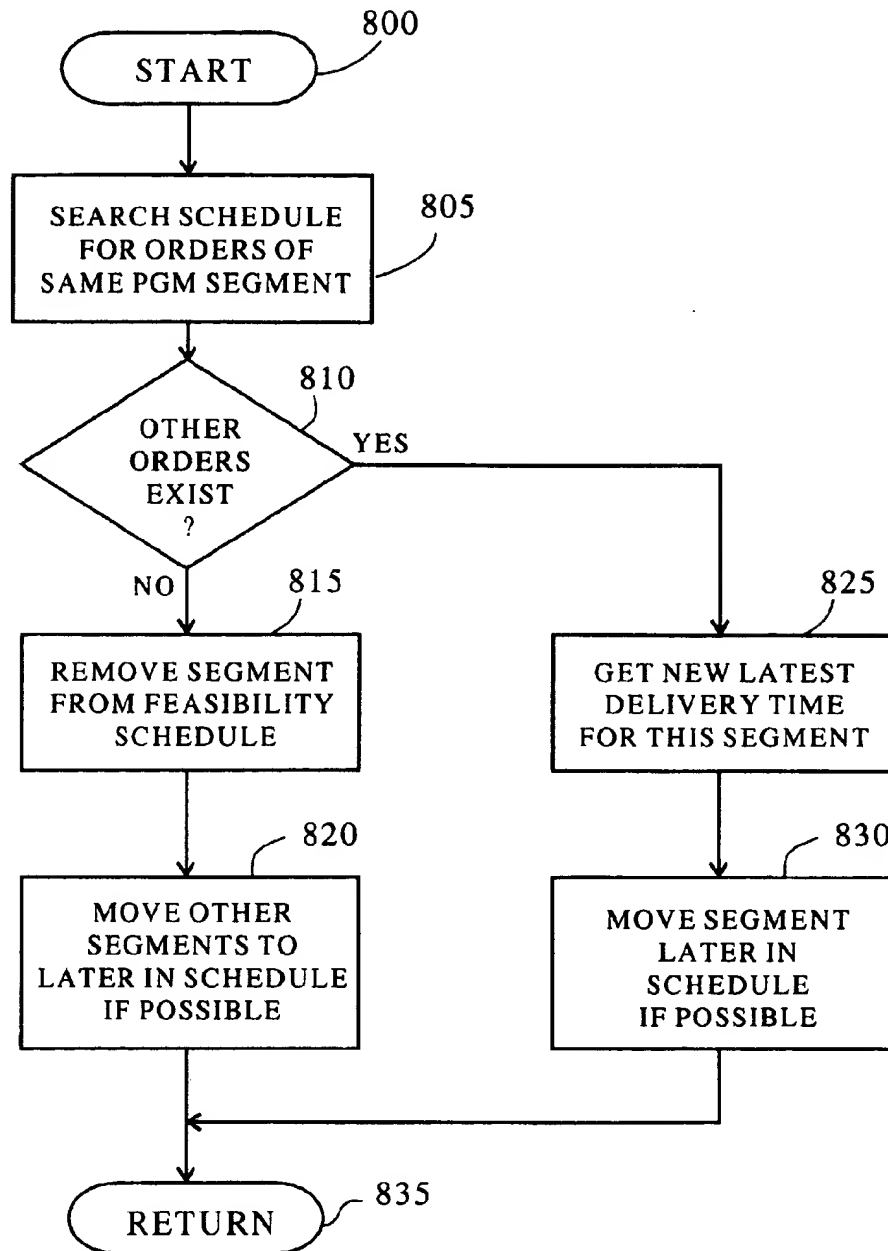 800
START
SEARCH SCHEDULE
FOR ORDERS OF
SAME PGM SEGMENT
805
810
OTHER
ORDERS
EXIST
?
YES
NO
815
REMOVE SEGMENT
FROM FEASIBILITY
SCHEDULE
825
GET NEW LATEST
DELIVERY TIME
FOR THIS SEGMENT
820
MOVE OTHER
SEGMENTS TO
LATER IN SCHEDULE
IF POSSIBLE
830
MOVE SEGMENT
LATER IN
SCHEDULE
IF POSSIBLE
RETURN
835